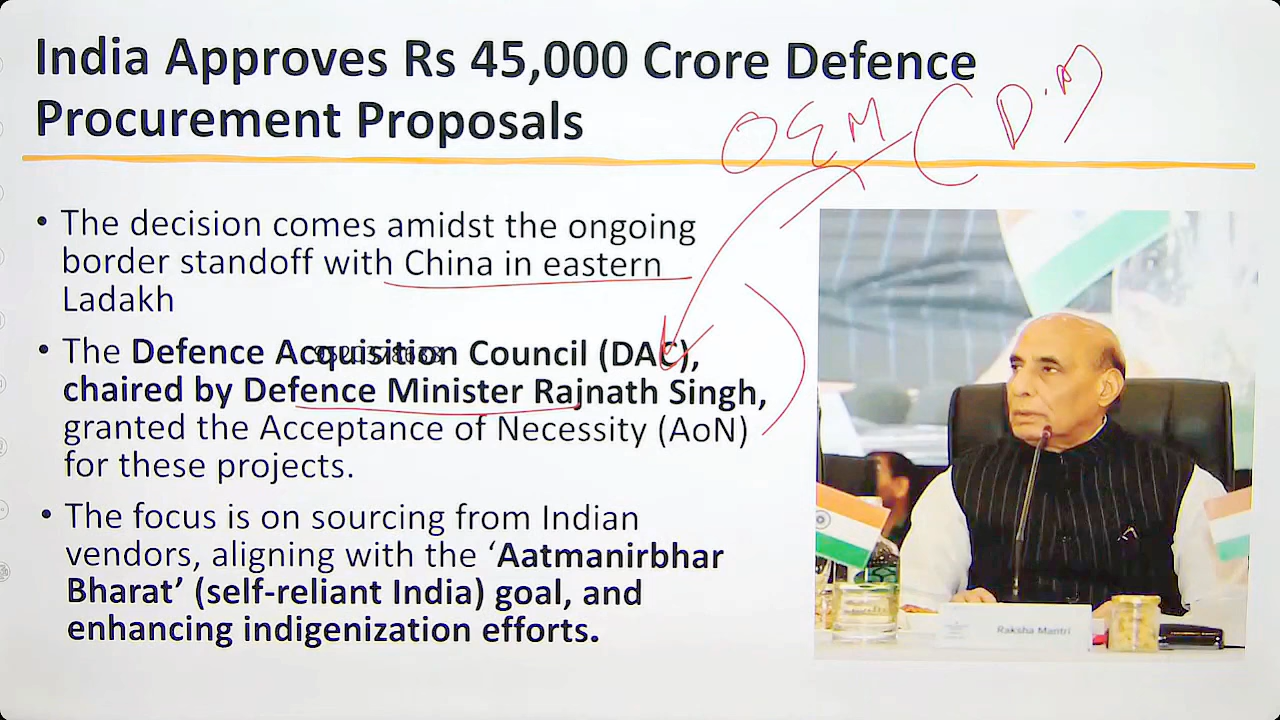 India Approves Rs 45,000 Crore Defence
Procurement Proposals
OEM (D.A)
• The decision comes amidst the ongoing
border standoff with China in eastern
Ladakh
• The Defence Acquisition Council (DAC),
chaired by Defence Minister Rajnath Singh,
granted the Acceptance of Necessity (AoN)
for these projects.
• The focus is on sourcing from Indian
vendors, aligning with the ‘Aatmanirbhar
Bharat’ (self-reliant India) goal, and
enhancing indigenization efforts.
Raksha Mantri